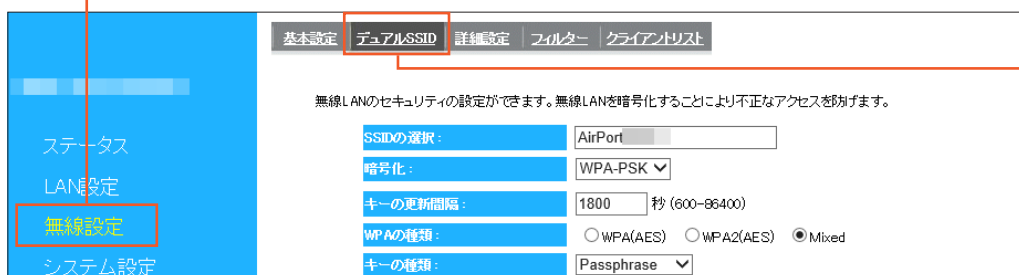 基本設定 デュアルSSID 詳細設定 フィルター クライアントリスト
無線LANのセキュリティの設定ができます。無線LANを暗号化することにより不正なアクセスを防げます。
ステータス
LAN設定
無線設定
システム設定
SSIDの選択： AirPort
暗号化： WPA-PSK
キーの更新間隔： 1800 秒 (600-86400)
WPAの種類： WPA(AES) WPA2(AES) Mixed
キーの種類： Passphrase